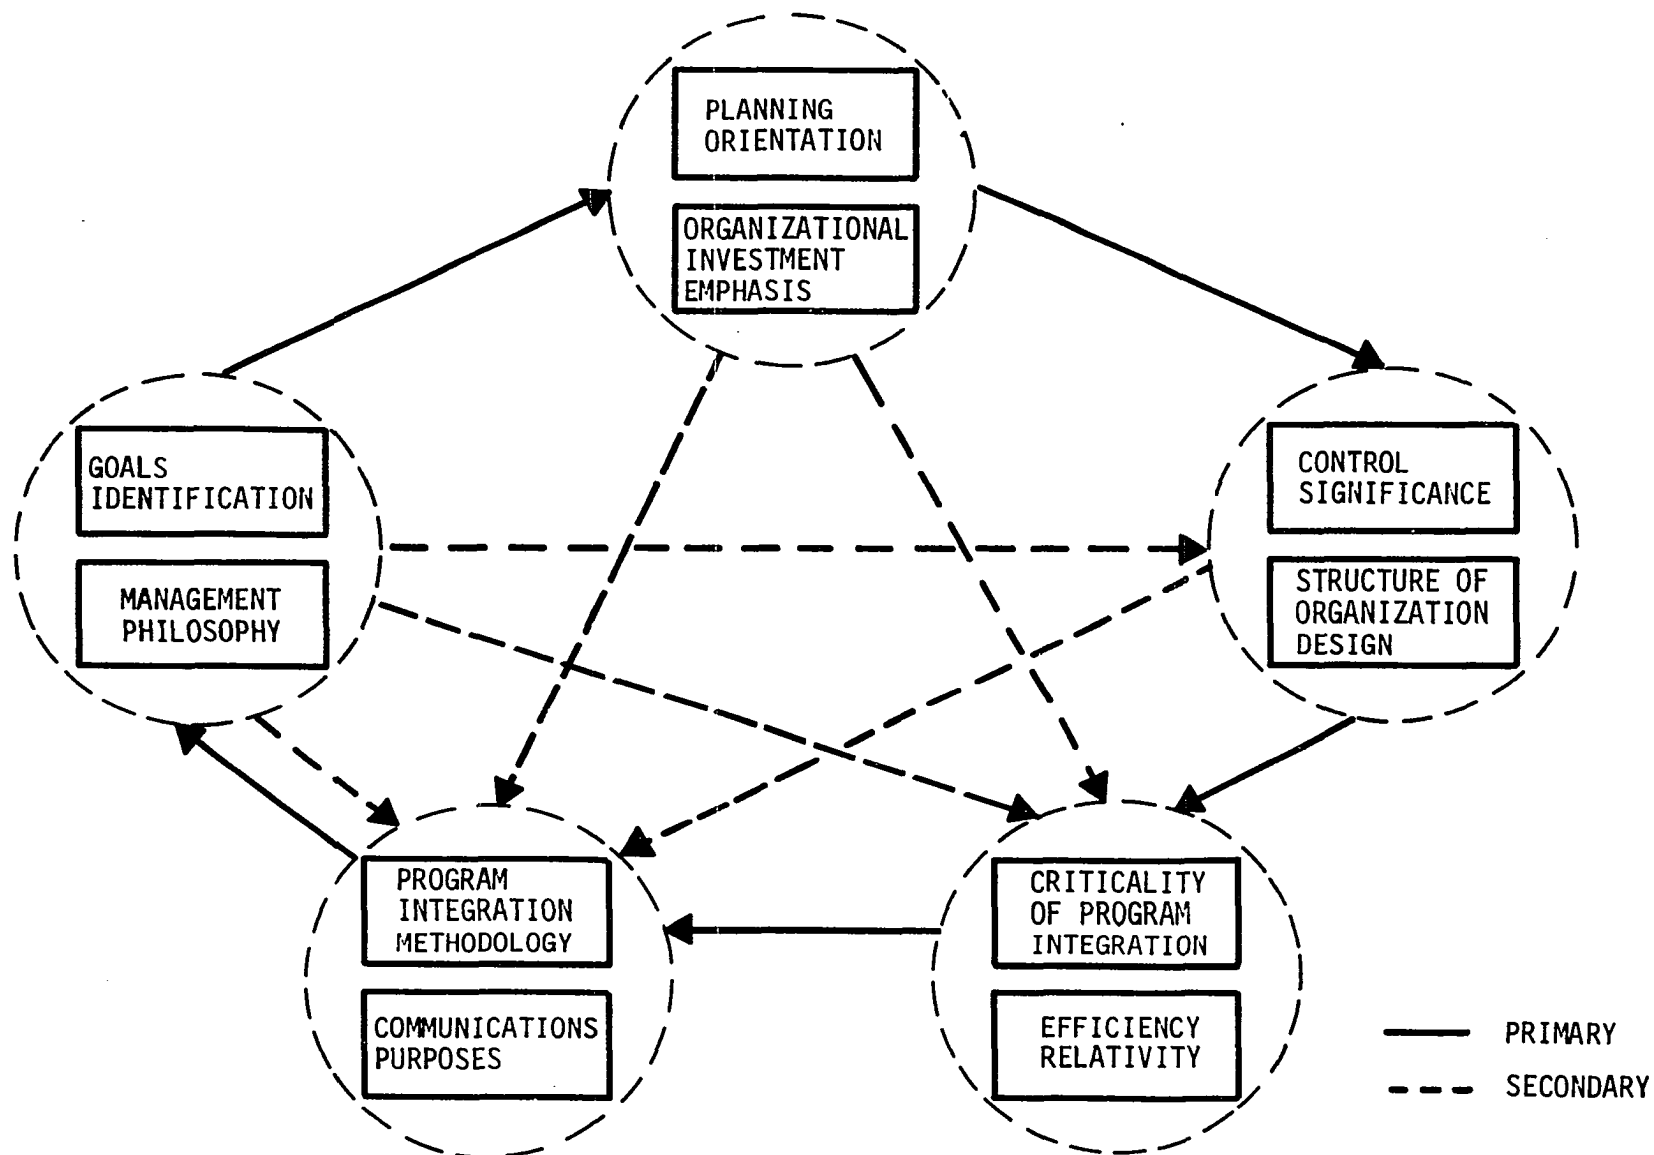 PLANNING
ORIENTATION
ORGANIZATIONAL
INVESTMENT
EMPHASIS
GOALS
IDENTIFICATION
MANAGEMENT
PHILOSOPHY
CONTROL
SIGNIFICANCE
STRUCTURE OF
ORGANIZATION
DESIGN
PROGRAM
INTEGRATION
METHODOLOGY
COMMUNICATIONS
PURPOSES
CRITICALITY
OF PROGRAM
INTEGRATION
EFFICIENCY
RELATIVITY
PRIMARY
SECONDARY